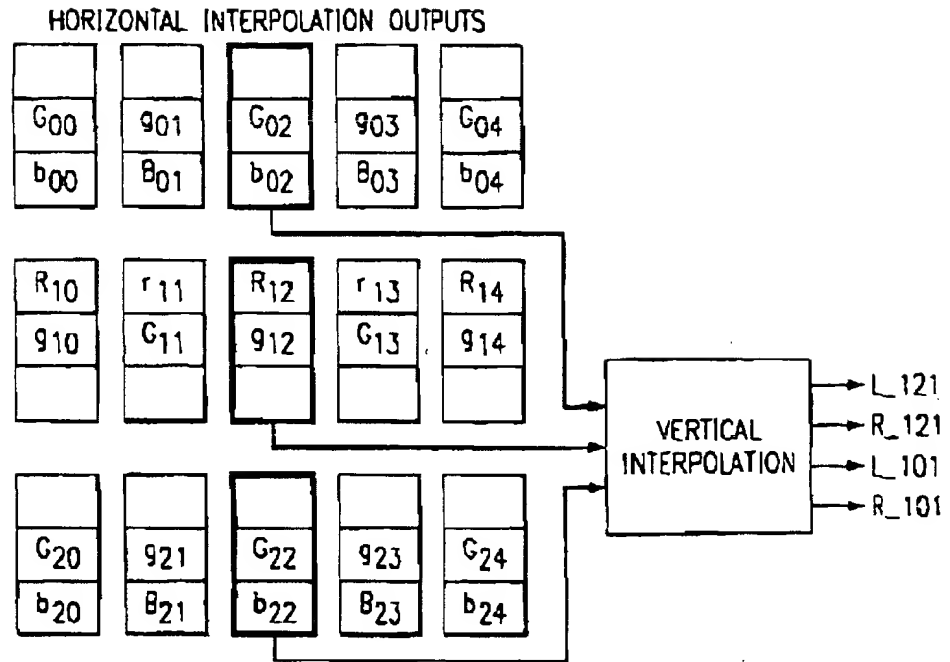 HORIZONTAL INTERPOLATION OUTPUTS
G00 g01 G02 g03 G04
b00 B01 b02 B03 b04
R10 r11 R12 r13 R14
g10 G11 g12 G13 g14
VERTICAL
INTERPOLATION
L_121
R_121
L_101
R_101
G20 g21 G22 g23 G24
b20 B21 b22 B23 b24